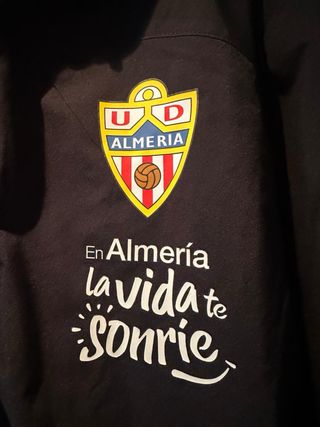 U D
ALMERIA
En Almería
la vida te
sonríe